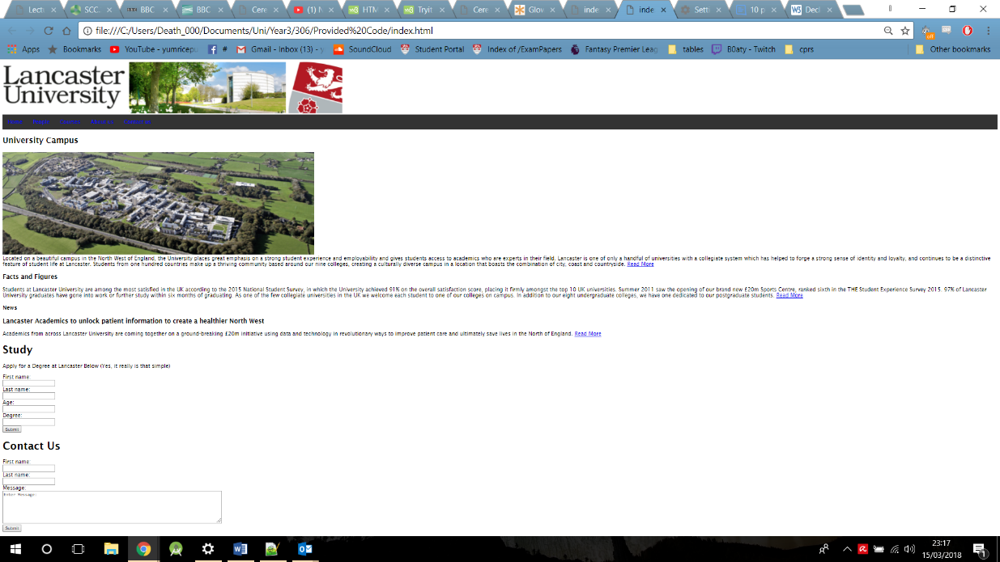 Lect
SCC.
BBC
BBC
Cere
(1) N
HTM
Tryit
Cere
Glov
inde
inde
Setti
10 p
W3 Decl
file:///C:/Users/Death_000/Documents/Uni/Year3/306/Provided%20Code/index.html
Apps Bookmarks YouTube - yumricepu # Gmail - Inbox (13) - y SoundCloud Student Portal Index of /ExamPapers Fantasy Premier Leag tables B0aty - Twitch cprs Other bookmarks
Lancaster
University
Home
University Campus
Located on a beautiful campus in the North West of England, the University places great emphasis on a strong student experience and employability and gives students access to academics who are experts in their field. Lancaster is one of only a handful of universities with a collegiate system which has helped to forge a strong sense of identity and loyalty, and continues to be a distinctive
feature of student life at Lancaster. Students from one hundred countries make up a thriving community based around our nine colleges, creating a culturally diverse campus in a location that boasts the combination of city, coast and countryside. Read More
Facts and Figures
Students at Lancaster University are among the most satisfied in the UK according to the 2015 National Student Survey, in which the University achieved 91% on the overall satisfaction score, placing it firmly amongst the top 10 UK universities. Summer 2011 saw the opening of our brand new £20m Sports Centre, ranked sixth in the THE Student Experience Survey 2015. 97% of Lancaster
University graduates have gone into work or further study within six months of graduating. As one of the few collegiate universities in the UK we welcome each student to one of our colleges on campus. In addition to our eight undergraduate colleges, we have one dedicated to our postgraduate students. Read More
News
Lancaster Academics to unlock patient information to create a healthier North West
Academics from across Lancaster University are coming together on a ground-breaking £20m initiative using data and technology in revolutionary ways to improve patient care and ultimately save lives in the North of England. Read More
Study
Apply for a Degree at Lancaster Below (Yes, it really is that simple)
First name:
Last name:
Age:
Degree:
Submit
Contact Us
First name:
Last name:
Message:
Enter Message:
Submit
23:17
15/03/2018
1